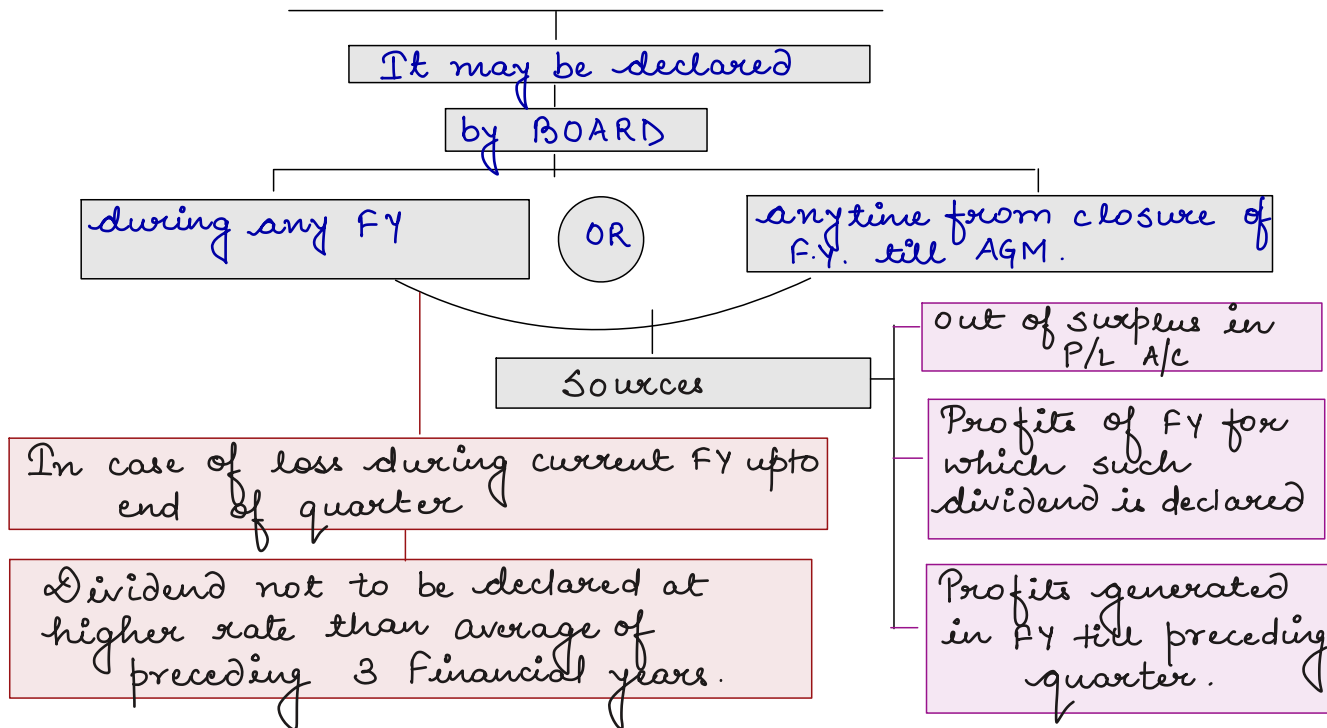 It may be declared
by BOARD
during any FY
OR
anytime from closure of
F.Y. till AGM.
Sources
out of surplus in
P/L A/C
Profits of FY for
which such
dividend is declared
Profits generated
in FY till preceding
quarter.
In case of loss during current FY upto
end of quarter
Dividend not to be declared at
higher rate than average of
preceding 3 Financial years.